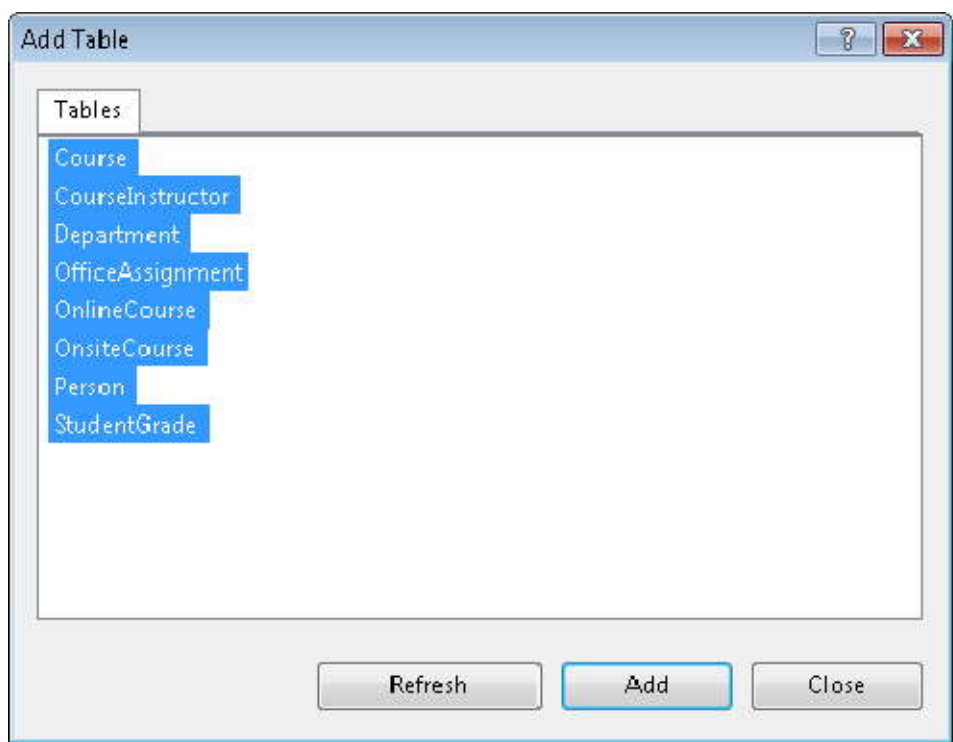 Add Table
?
Tables
Course
CourseInstructor
Department
OfficeAssignment
OnlineCourse
OnsiteCourse
Person
StudentGrade
Refresh Add Close